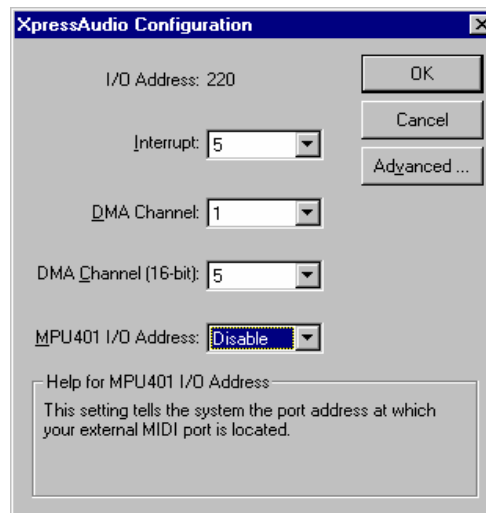 XpressAudio Configuration
I/O Address: 220
OK
Interrupt: 5
Cancel
Advanced ...
DMA Channel: 1
DMA Channel (16-bit): 5
MPU401 I/O Address: Disable
Help for MPU401 I/O Address
This setting tells the system the port address at which
your external MIDI port is located.